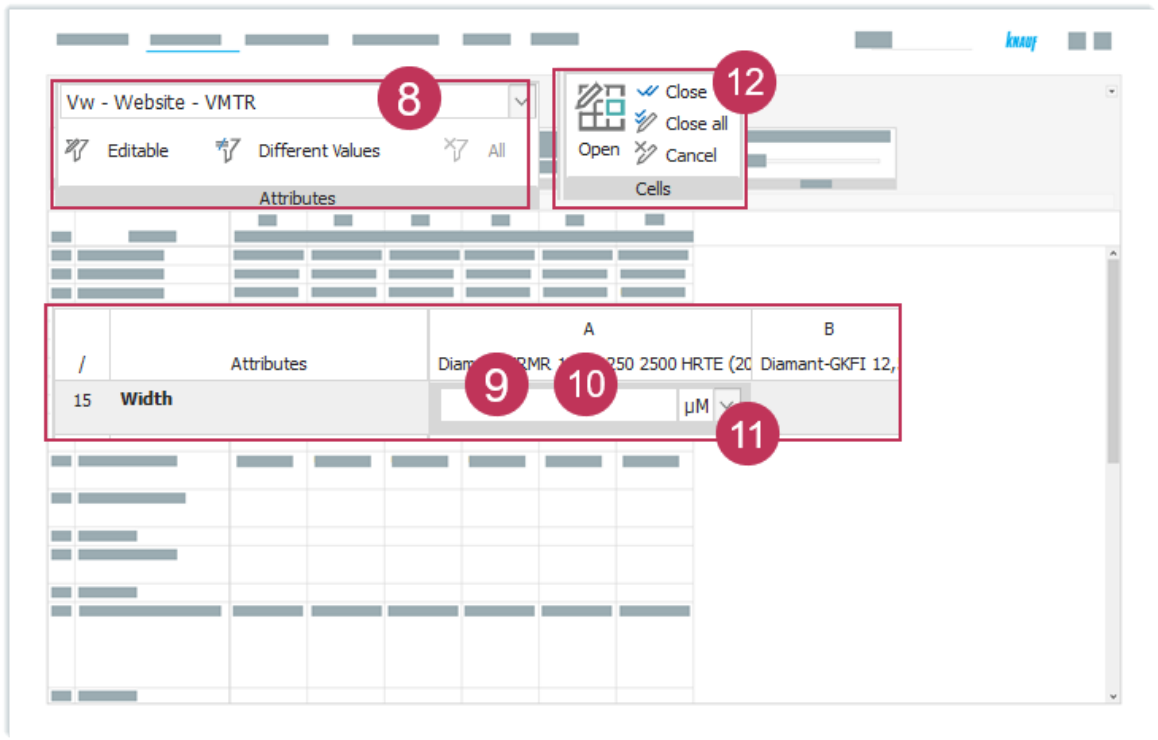 KNAUF
Vw - Website - VMTR
8
Editable
Different Values
All
Attributes
Open
Close
Close all
Cancel
12
Cells
A
B
/
Attributes
250 2500 HRTE (20
Diamant-GKFI 12,
15
Width
9
10
µM
11